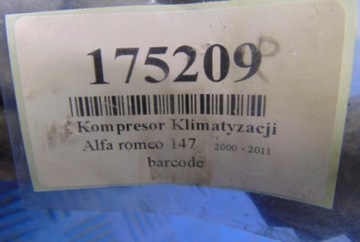 175209
Kompresor Klimatyzacji
Alfa romeo 147 2000 - 2011
barcode